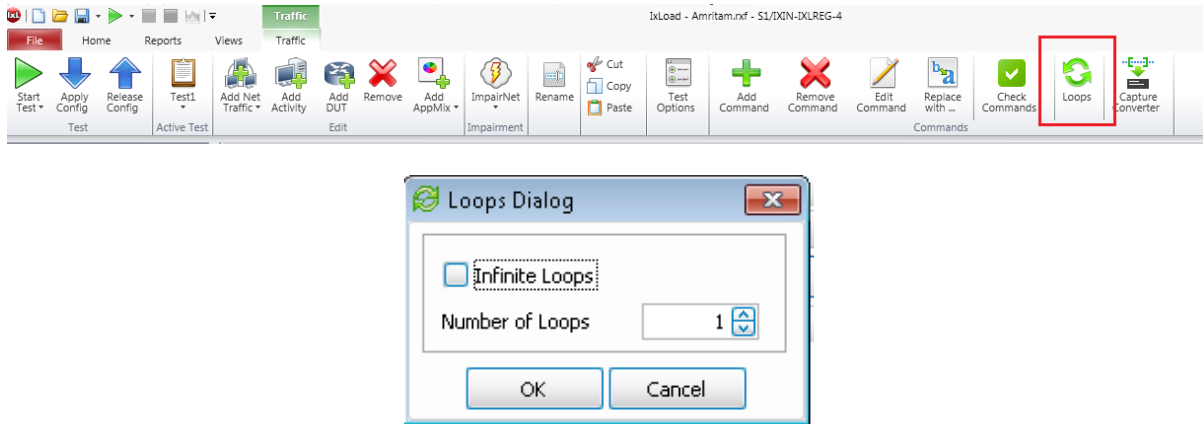 IXL
Traffic
IxLoad - Amritam.rxf - S1/IXIN-IXLREG-4
File Home Reports Views Traffic
Start Test
Apply Config
Release Config
Test1
Add Net Traffic
Add Activity
Add DUT
Remove
Add AppMix
ImpairNet
Rename
Cut
Copy
Paste
Test Options
Add Command
Remove Command
Edit Command
Replace with ...
Check Commands
Loops
Capture Converter
Test
Active Test
Edit
Impairment
Commands
Loops Dialog
Infinite Loops
Number of Loops 1
OK Cancel